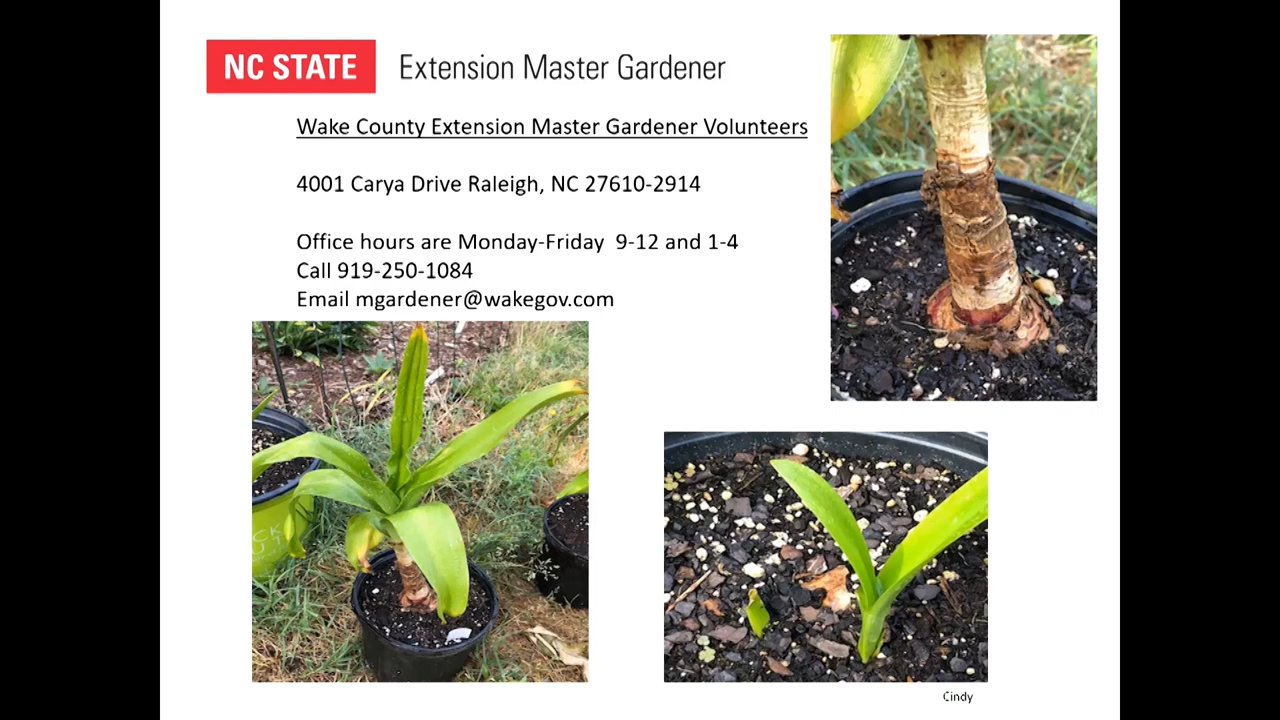 NC STATE Extension Master Gardener
Wake County Extension Master Gardener Volunteers
4001 Carya Drive Raleigh, NC 27610-2914
Office hours are Monday-Friday 9-12 and 1-4
Call 919-250-1084
Email mgardener@wakegov.com
Cindy